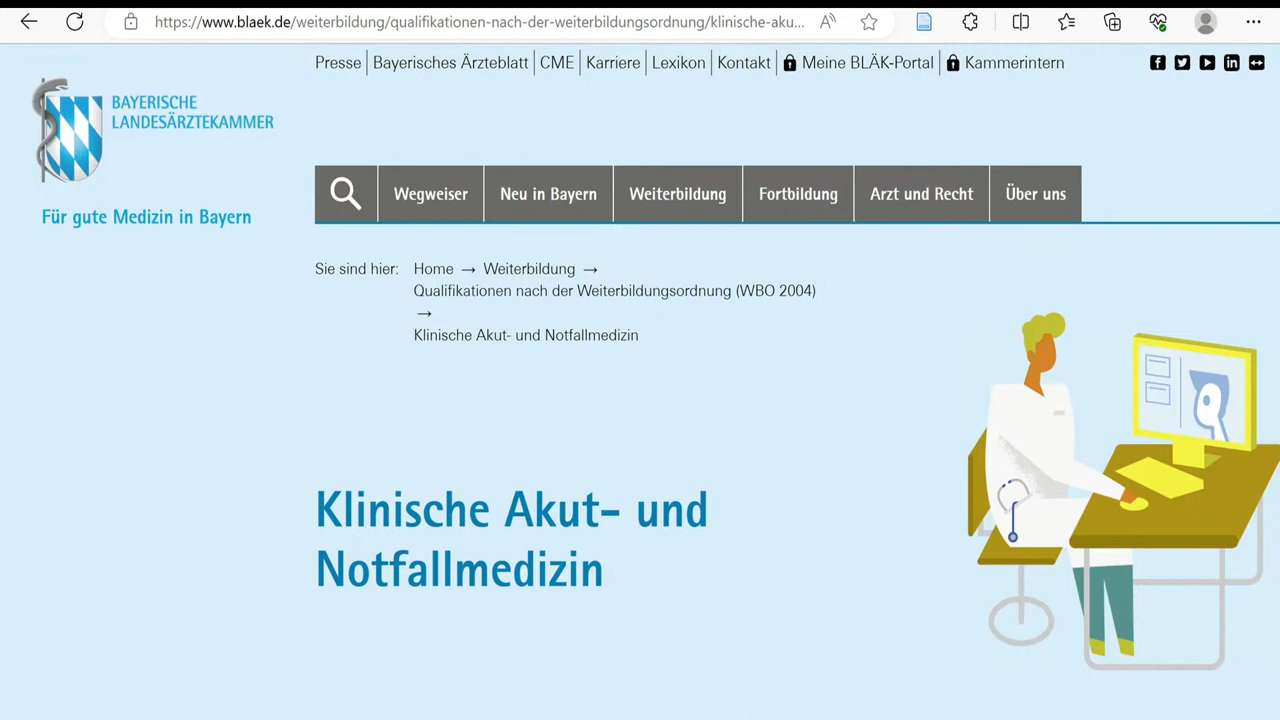 https://www.blaek.de/weiterbildung/qualifikationen-nach-der-weiterbildungsordnung/klinische-aku...
Presse Bayerisches Ärzteblatt CME Karriere Lexikon Kontakt Meine BLÄK-Portal Kammerintern
BAYERISCHE
LANDESÄRZTEKAMMER
Für gute Medizin in Bayern
Wegweiser Neu in Bayern Weiterbildung Fortbildung Arzt und Recht Über uns
Sie sind hier: Home → Weiterbildung →
Qualifikationen nach der Weiterbildungsordnung (WBO 2004)
→
Klinische Akut- und Notfallmedizin
Klinische Akut- und
Notfallmedizin